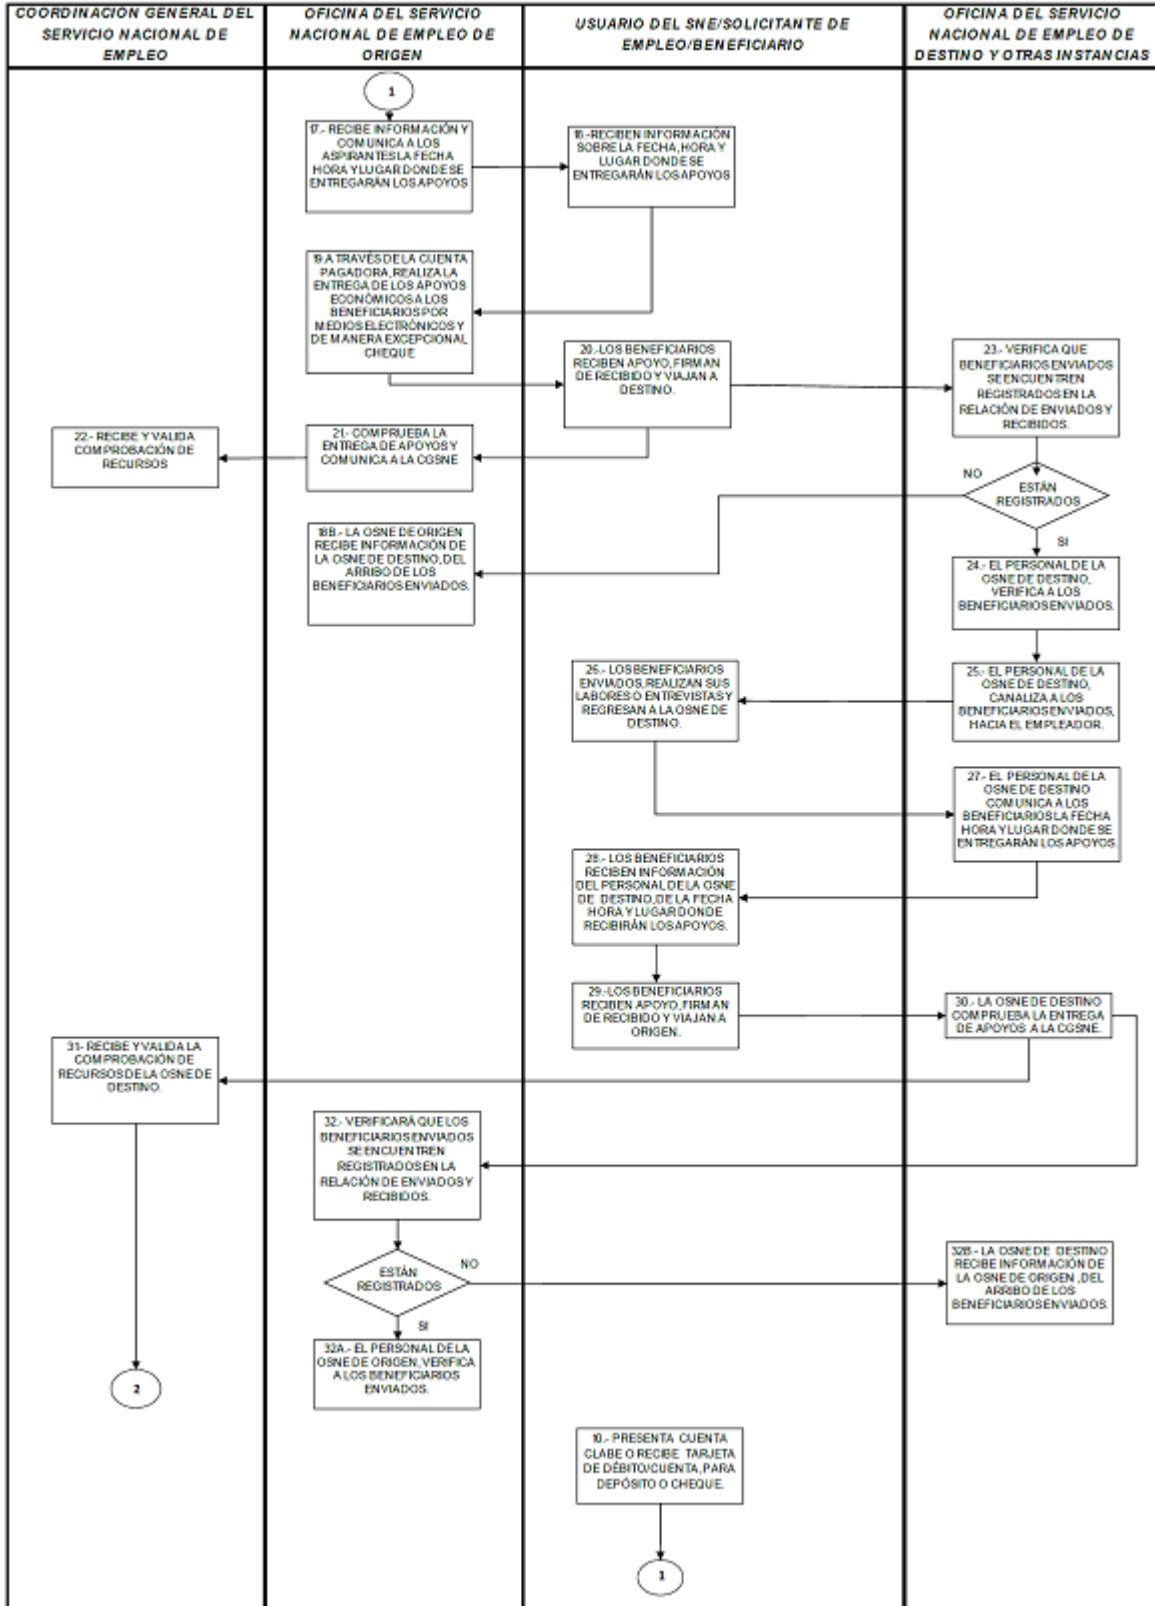 COORDINACIÓN GENERAL DEL
SERVICIO NACIONAL DE
EMPLEO
OFICINA DEL SERVICIO
NACIONAL DE EMPLEO DE
ORIGEN
USUARIO DEL SNE/SOLICITANTE DE
EMPLEO/BENEFICIARIO
OFICINA DEL SERVICIO
NACIONAL DE EMPLEO DE
DESTINO Y OTRAS INSTANCIAS
1
17.- RECIBE INFORMACIÓN Y
COMUNICA A LOS
ASPIRANTES LA FECHA
HORA Y LUGAR DONDE SE
ENTREGARÁN LOS APOYOS
18.-RECIBEN INFORMACIÓN
SOBRE LA FECHA, HORA Y
LUGAR DONDE SE
ENTREGARÁN LOS APOYOS
19.A TRAVÉS DE LA CUENTA
PAGADORA, REALIZA LA
ENTREGA DE LOS APOYOS
ECONÓMICOS A LOS
BENEFICIARIOS POR
MEDIOS ELECTRÓNICOS Y
DE MANERA EXCEPCIONAL
CHEQUE
20.-LOS BENEFICIARIOS
RECIBEN APOYO, FIRMAN
DE RECIBIDO Y VIAJAN A
DESTINO.
23.- VERIFICA QUE
BENEFICIARIOS ENVIADOS
SE ENCUENTREN
REGISTRADOS EN LA
RELACIÓN DE ENVIADOS Y
RECIBIDOS.
22.- RECIBE Y VALIDA
COMPROBACIÓN DE
RECURSOS
21.- COMPRUEBA LA
ENTREGA DE APOYOS Y
COMUNICA A LA CGSNE
NO
ESTÁN
REGISTRADOS
SI
18B.- LA OSNE DE ORIGEN
RECIBE INFORMACIÓN DE
LA OSNE DE DESTINO, DEL
ARRIBO DE LOS
BENEFICIARIOS ENVIADOS.
24.- EL PERSONAL DE LA
OSNE DE DESTINO,
VERIFICA A LOS
BENEFICIARIOS ENVIADOS.
26.- LOS BENEFICIARIOS
ENVIADOS, REALIZAN SUS
LABORES O ENTREVISTAS Y
REGRESAN A LA OSNE DE
DESTINO.
25.- EL PERSONAL DE LA
OSNE DE DESTINO,
CANALIZA A LOS
BENEFICIARIOS ENVIADOS,
HACIA EL EMPLEADOR.
27.- EL PERSONAL DE LA
OSNE DE DESTINO
COMUNICA A LOS
BENEFICIARIOS LA FECHA
HORA Y LUGAR DONDE SE
ENTREGARÁN LOS APOYOS
28.- LOS BENEFICIARIOS
RECIBEN INFORMACIÓN
DEL PERSONAL DE LA OSNE
DE DESTINO, DE LA FECHA
HORA Y LUGAR DONDE
RECIBIRÁN LOS APOYOS.
29.-LOS BENEFICIARIOS
RECIBEN APOYO, FIRMAN
DE RECIBIDO Y VIAJAN A
ORIGEN.
30.- LA OSNE DE DESTINO
COMPRUEBA LA ENTREGA
DE APOYOS A LA CGSNE.
31- RECIBE Y VALIDA LA
COMPROBACIÓN DE
RECURSOS DE LA OSNE DE
DESTINO.
32.- VERIFICARÁ QUE LOS
BENEFICIARIOS ENVIADOS
SE ENCUENTREN
REGISTRADOS EN LA
RELACIÓN DE ENVIADOS Y
RECIBIDOS.
ESTÁN
REGISTRADOS
NO
SI
32B.- LA OSNE DE DESTINO
RECIBE INFORMACIÓN DE
LA OSNE DE ORIGEN ,DEL
ARRIBO DE LOS
BENEFICIARIOS ENVIADOS.
32A.- EL PERSONAL DE LA
OSNE DE ORIGEN, VERIFICA
A LOS BENEFICIARIOS
ENVIADOS.
2
10.- PRESENTA CUENTA
CLABE O RECIBE TARJETA
DE DÉBITO/CUENTA, PARA
DEPÓSITO O CHEQUE.
1